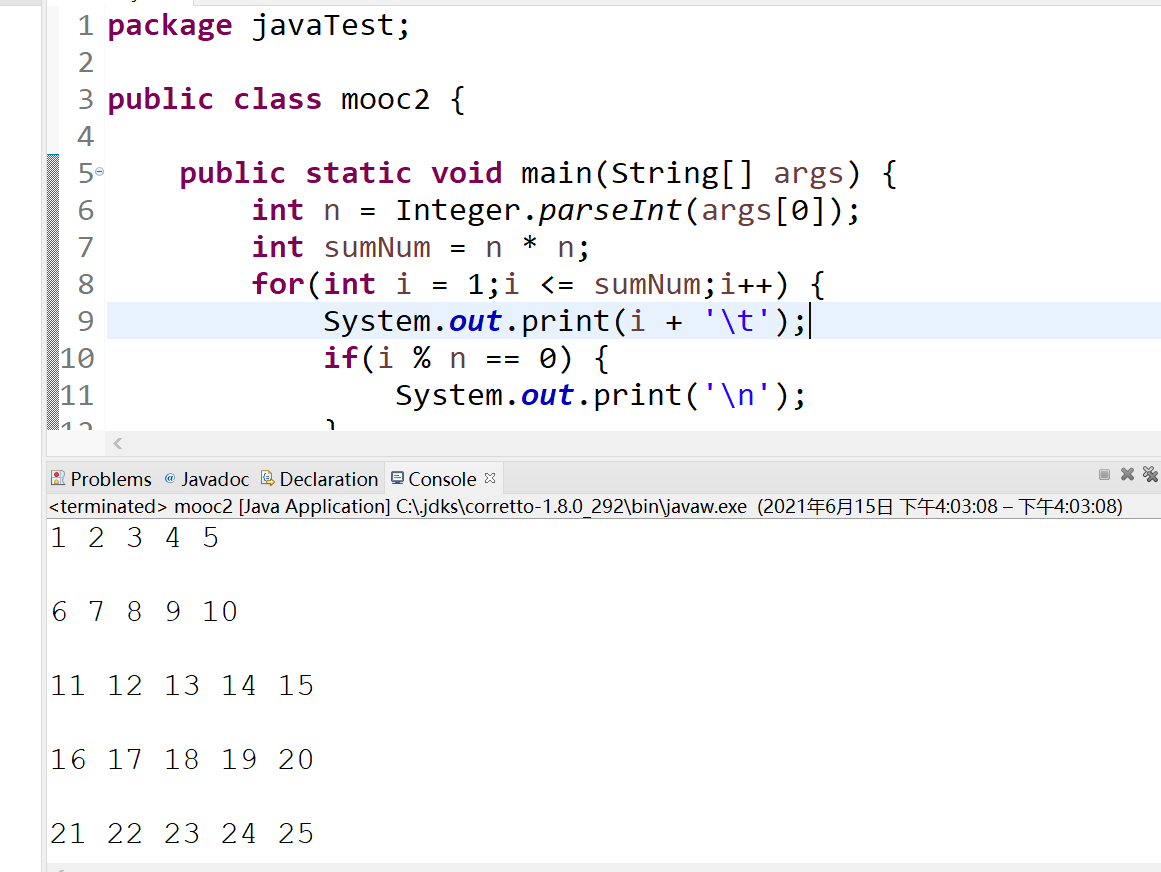 1 package javaTest;
2
3 public class mooc2 {
4
5 public static void main(String[] args) {
6 int n = Integer.parseInt(args[0]);
7 int sumNum = n * n;
8 for(int i = 1;i <= sumNum;i++) {
9 System.out.print(i + '\t');
10 if(i % n == 0) {
11 System.out.print('\n');
12 }
Problems @ Javadoc Declaration Console
<terminated> mooc2 [Java Application] C:\.jdks\corretto-1.8.0_292\bin\javaw.exe (2021年6月15日 下午4:03:08 – 下午4:03:08)
1 2 3 4 5
6 7 8 9 10
11 12 13 14 15
16 17 18 19 20
21 22 23 24 25